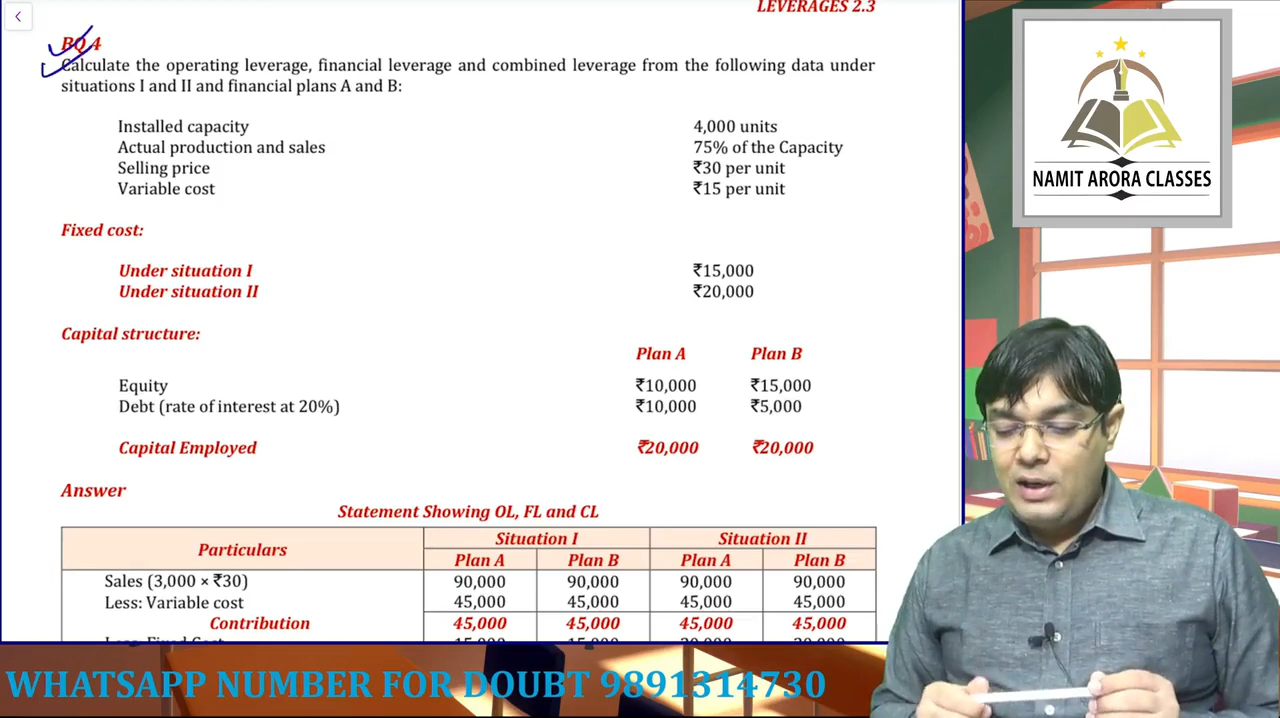 LEVERAGES 2.3
BQ 4
Calculate the operating leverage, financial leverage and combined leverage from the following data under
situations I and II and financial plans A and B:
Installed capacity 4,000 units
Actual production and sales 75% of the Capacity
Selling price ₹30 per unit
Variable cost ₹15 per unit
Fixed cost:
Under situation I ₹15,000
Under situation II ₹20,000
Capital structure:
Plan A Plan B
Equity ₹10,000 ₹15,000
Debt (rate of interest at 20%) ₹10,000 ₹5,000
Capital Employed ₹20,000 ₹20,000
Answer
Statement Showing OL, FL and CL
Particulars Situation I Situation II
Plan A Plan B Plan A Plan B
Sales (3,000 × ₹30) 90,000 90,000 90,000 90,000
Less: Variable cost 45,000 45,000 45,000 45,000
Contribution 45,000 45,000 45,000 45,000
NAMIT ARORA CLASSES
WHATSAPP NUMBER FOR DOUBT 9891314730